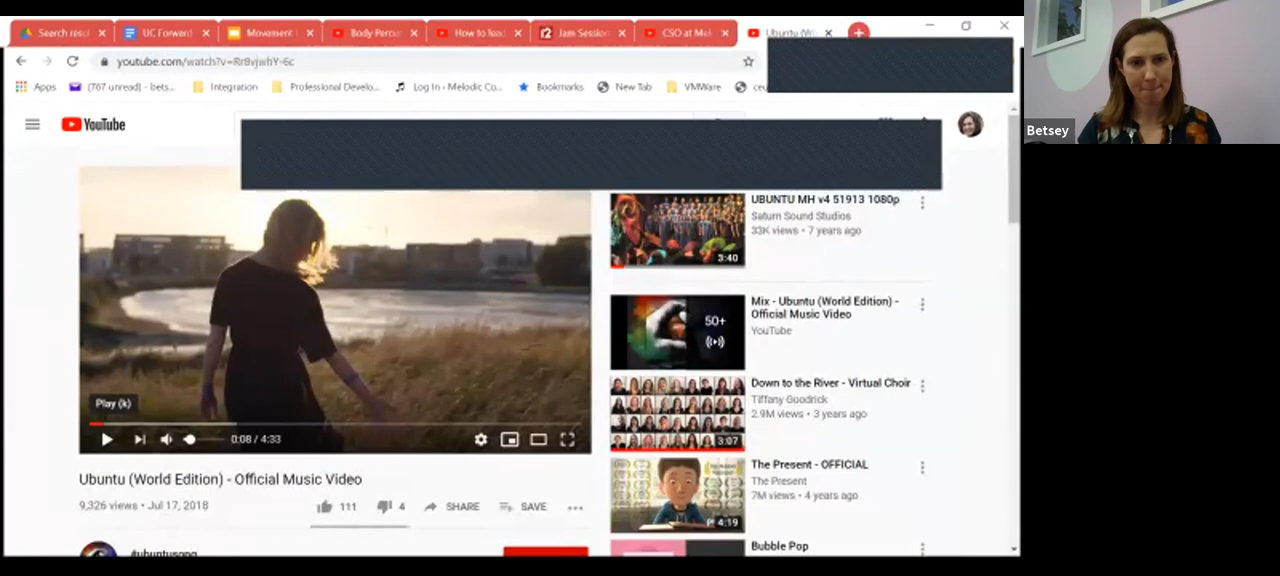 Search resul
UC Forward
Movement
Body Percu
How to lead
Jam Session
CSO at Mel
Ubuntu (W
youtube.com/watch?v=
Apps
(767 unread) - bets...
Integration
Professional Develo...
Log In ‹ Melodic Co...
Bookmarks
New Tab
VMWare
YouTube
Betsey
Play (k)
0:08 / 4:33
Ubuntu (World Edition) - Official Music Video
9,326 views • Jul 17, 2018
111
4
SHARE
SAVE
#ubuntusong
UBUNTU MH v4 51913 1080p
Saturn Sound Studios
33K views • 7 years ago
3:40
Mix - Ubuntu (World Edition) -
Official Music Video
YouTube
50+
Down to the River - Virtual Choir
Tiffany Goodrick
2.9M views • 3 years ago
3:07
The Present - OFFICIAL
The Present
7M views • 4 years ago
4:19
Bubble Pop